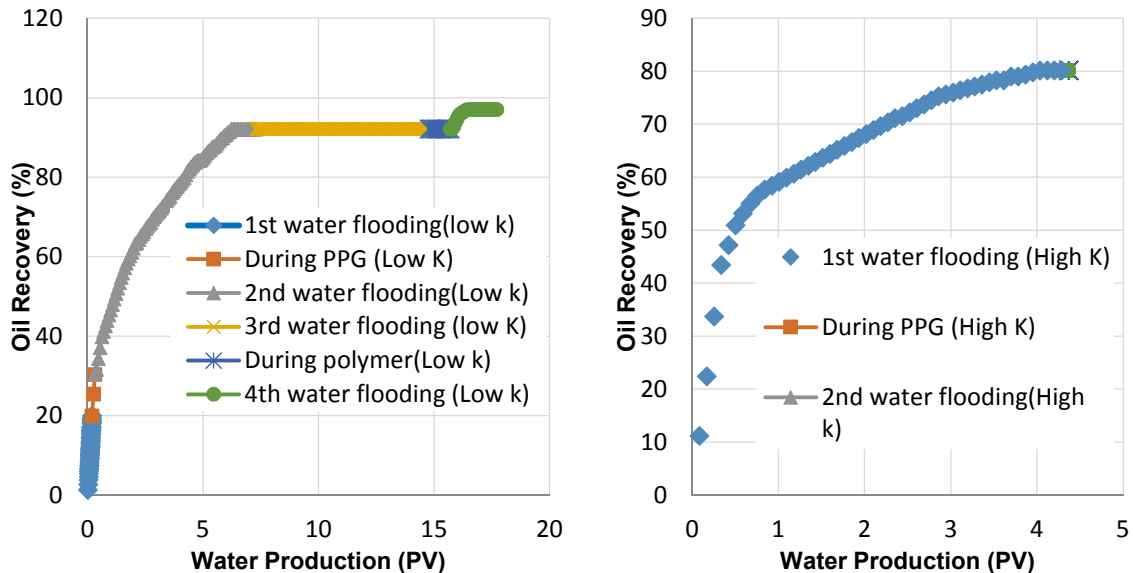 120
100
80
60
40
20
0
Oil Recovery (%)
1st water flooding(low k)
During PPG (Low K)
2nd water flooding(Low k)
3rd water flooding (low K)
During polymer(Low k)
4th water flooding (Low k)
0 5 10 15 20
Water Production (PV)
90
80
70
60
50
40
30
20
10
0
Oil Recovery (%)
1st water flooding (High K)
During PPG (High K)
2nd water flooding(High
k)
0 1 2 3 4 5
Water Production (PV)